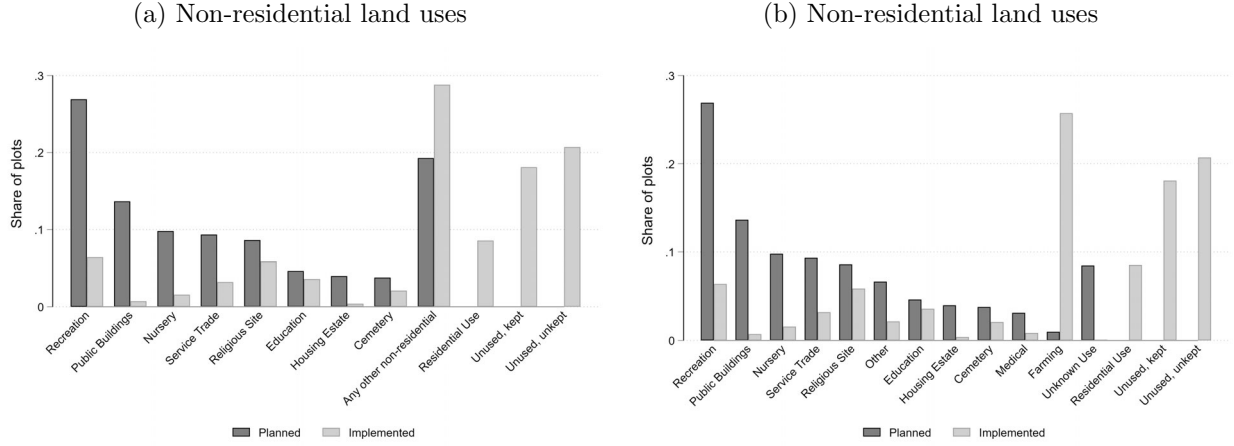 (a) Non-residential land uses
Share of plots
.3
.2
.1
0
Recreation
Public Buildings
Nursery
Service Trade
Religious Site
Education
Housing Estate
Cemetery
Any other non-residential
Residential Use
Unused, kept
Unused, unkept
Planned
Implemented
(b) Non-residential land uses
Share of plots
.3
.2
.1
0
Recreation
Public Buildings
Nursery
Service Trade
Religious Site
Other
Education
Housing Estate
Cemetery
Medical
Farming
Unknown Use
Residential Use
Unused, kept
Unused, unkept
Planned
Implemented